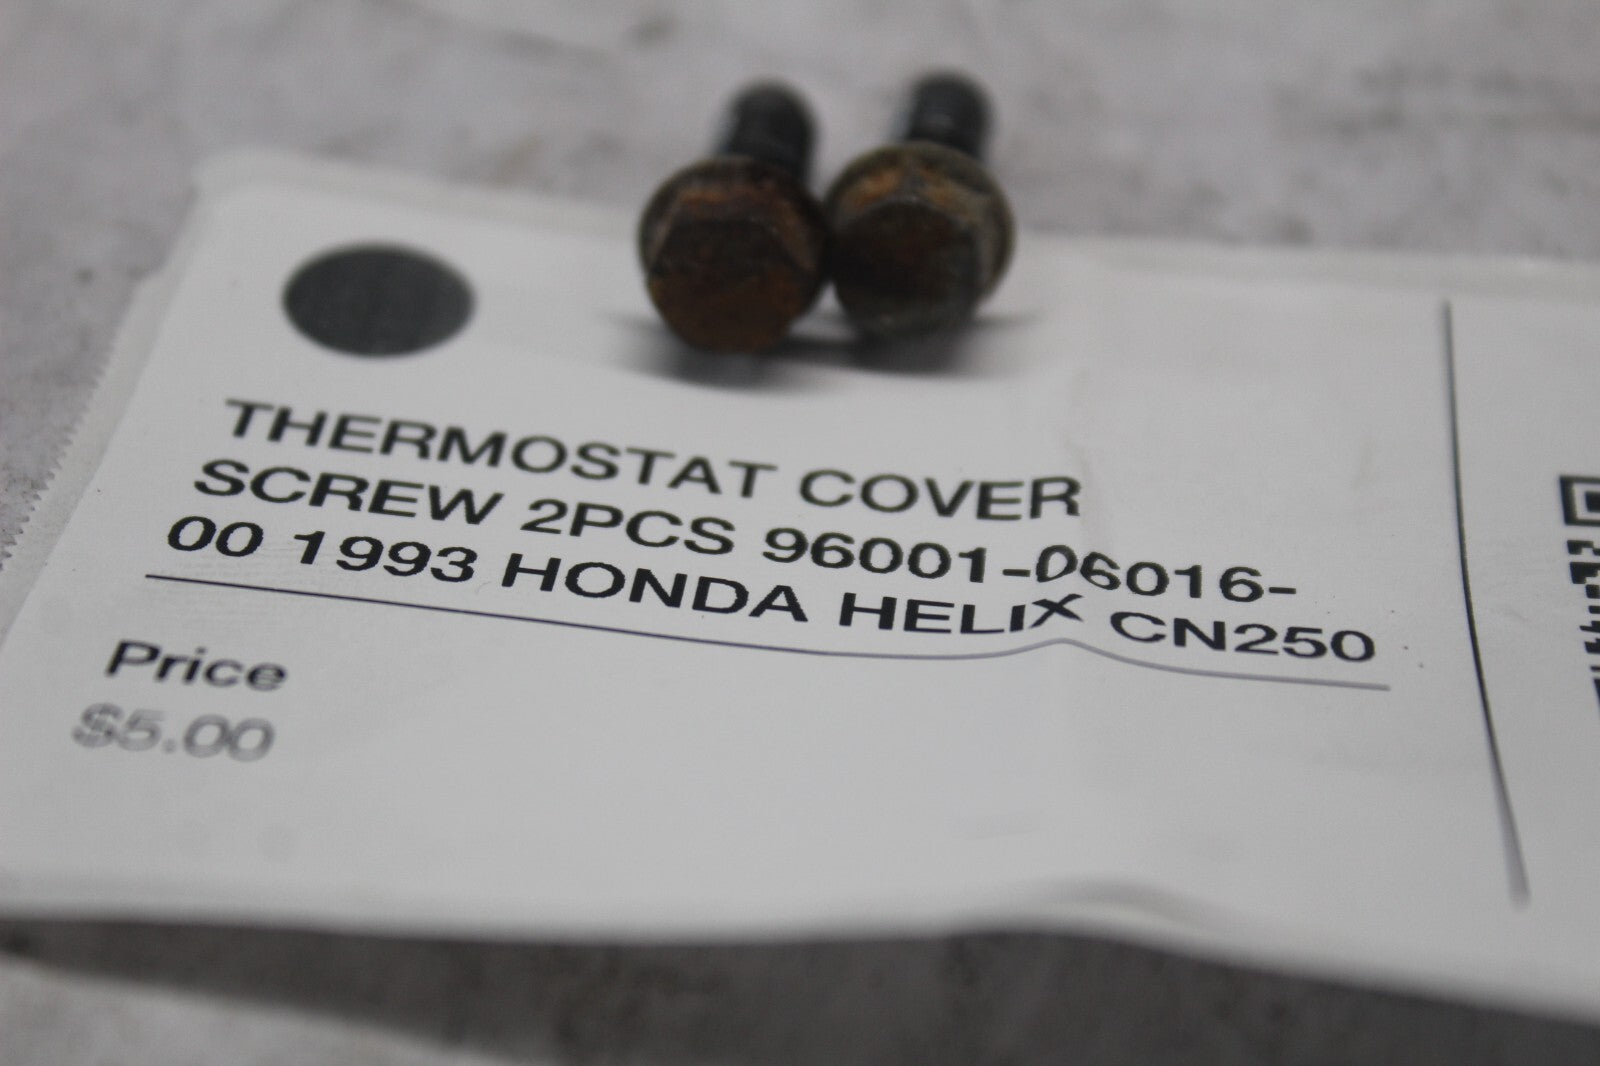 THERMOSTAT COVER
SCREW 2PCS 96001-06016-
00 1993 HONDA HELIX CN250
Price
$5.00